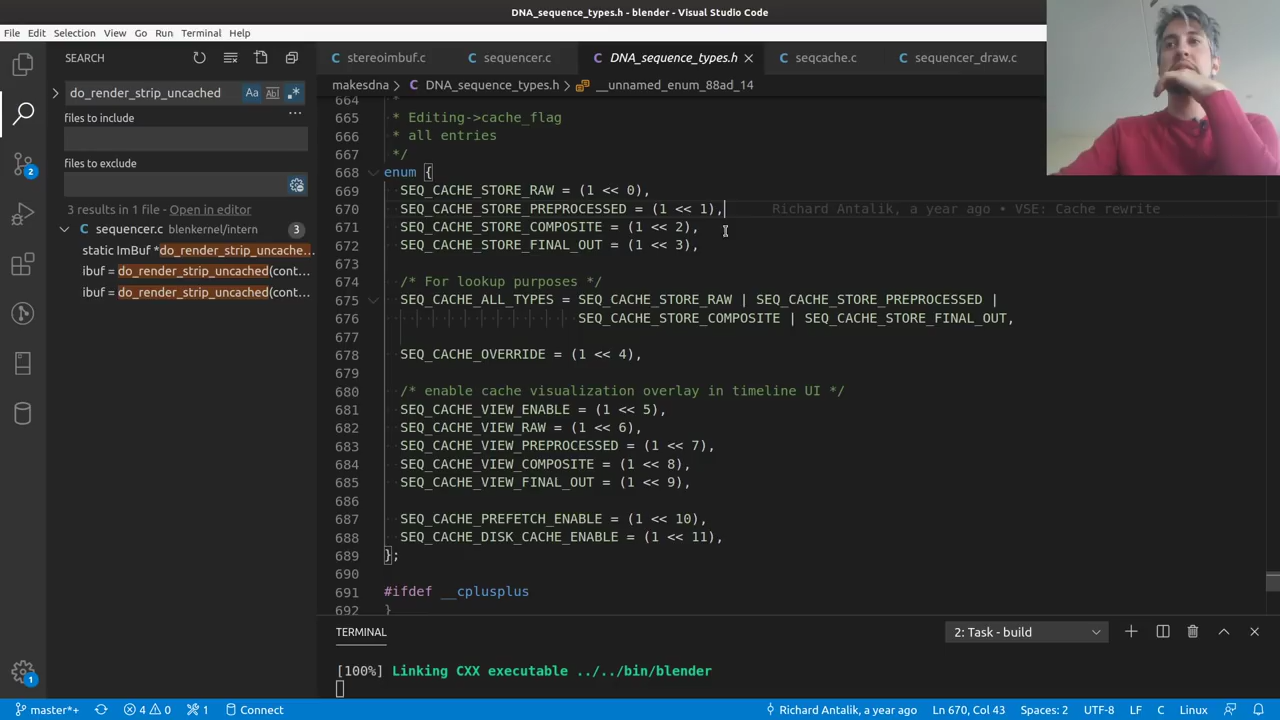 DNA_sequence_types.h - blender - Visual Studio Code
File Edit Selection View Go Run Terminal Help
SEARCH
do_render_strip_uncached
Aa Abl .*
files to include
...
files to exclude
3 results in 1 file - Open in editor
sequencer.c blenkernel/intern 3
static ImBuf *do_render_strip_uncache...
ibuf = do_render_strip_uncached(cont...
ibuf = do_render_strip_uncached(cont...
2
1
stereoimbuf.c sequencer.c DNA_sequence_types.h seqcache.c sequencer_draw.c
makesdna > DNA_sequence_types.h > __unnamed_enum_88ad_14
664 *
665 * Editing->cache_flag
666 * all entries
667 */
668 enum {
669 SEQ_CACHE_STORE_RAW = (1 << 0),
670 SEQ_CACHE_STORE_PREPROCESSED = (1 << 1), Richard Antalik, a year ago • VSE: Cache rewrite
671 SEQ_CACHE_STORE_COMPOSITE = (1 << 2),
672 SEQ_CACHE_STORE_FINAL_OUT = (1 << 3),
673
674 /* For lookup purposes */
675 SEQ_CACHE_ALL_TYPES = SEQ_CACHE_STORE_RAW | SEQ_CACHE_STORE_PREPROCESSED |
676 SEQ_CACHE_STORE_COMPOSITE | SEQ_CACHE_STORE_FINAL_OUT,
677
678 SEQ_CACHE_OVERRIDE = (1 << 4),
679
680 /* enable cache visualization overlay in timeline UI */
681 SEQ_CACHE_VIEW_ENABLE = (1 << 5),
682 SEQ_CACHE_VIEW_RAW = (1 << 6),
683 SEQ_CACHE_VIEW_PREPROCESSED = (1 << 7),
684 SEQ_CACHE_VIEW_COMPOSITE = (1 << 8),
685 SEQ_CACHE_VIEW_FINAL_OUT = (1 << 9),
686
687 SEQ_CACHE_PREFETCH_ENABLE = (1 << 10),
688 SEQ_CACHE_DISK_CACHE_ENABLE = (1 << 11),
689 };
690
691 #ifdef __cplusplus
692 }
TERMINAL
2: Task - build
[100%] Linking CXX executable ../../bin/blender
master*+ 4 0 1 Connect Richard Antalik, a year ago Ln 670, Col 43 Spaces: 2 UTF-8 LF C Linux